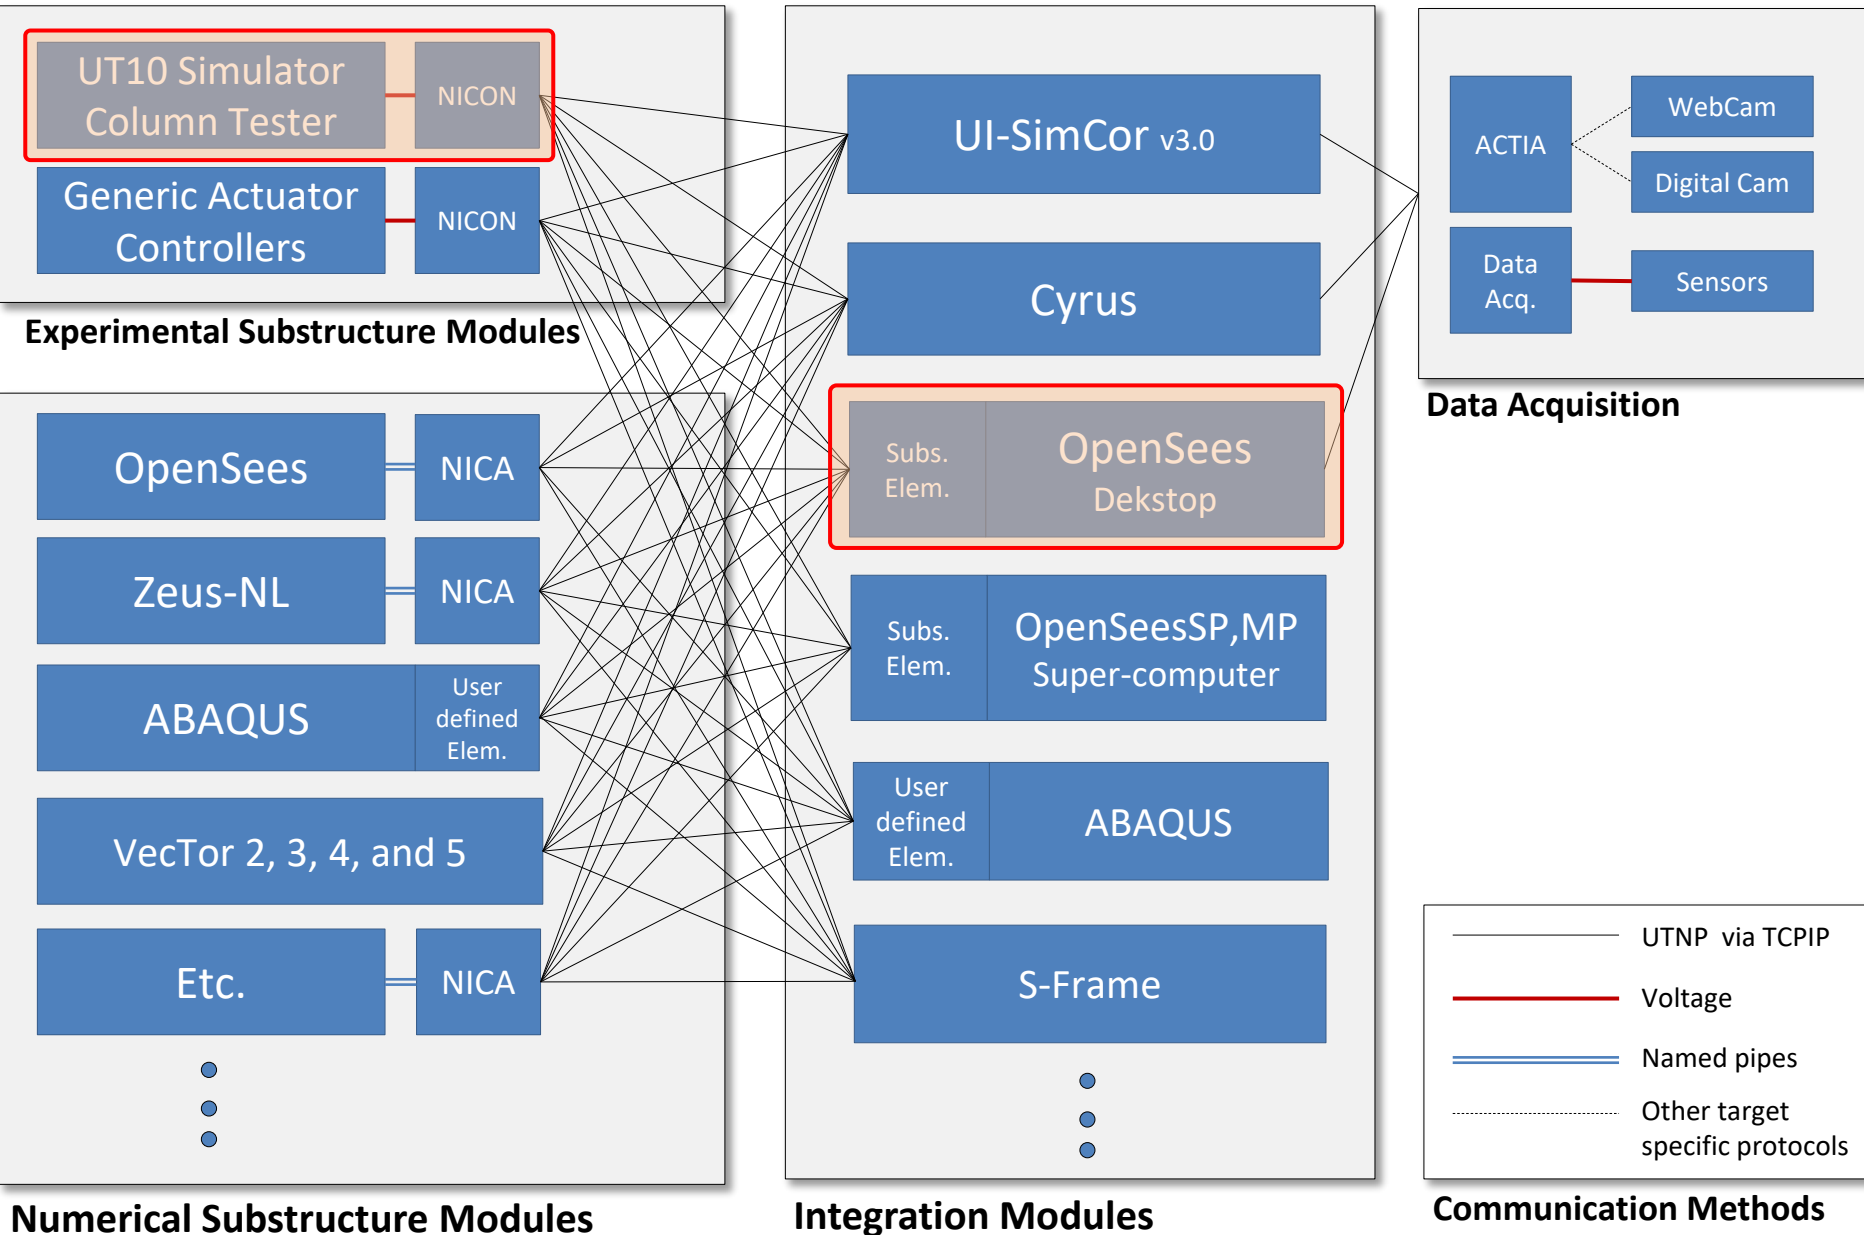 UT10 Simulator
Column Tester
NICON
Generic Actuator
Controllers
NICON
Experimental Substructure Modules
OpenSees
NICA
Zeus-NL
NICA
ABAQUS
User
defined
Elem.
VecTor 2, 3, 4, and 5
Etc.
NICA
Numerical Substructure Modules
UI-SimCor v3.0
Cyrus
Subs.
Elem.
OpenSees
Dekstop
Subs.
Elem.
OpenSeesSP,MP
Super-computer
User
defined
Elem.
ABAQUS
S-Frame
Integration Modules
ACTIA
WebCam
Digital Cam
Data
Acq.
Sensors
Data Acquisition
UTNP via TCPIP
Voltage
Named pipes
Other target
specific protocols
Communication Methods